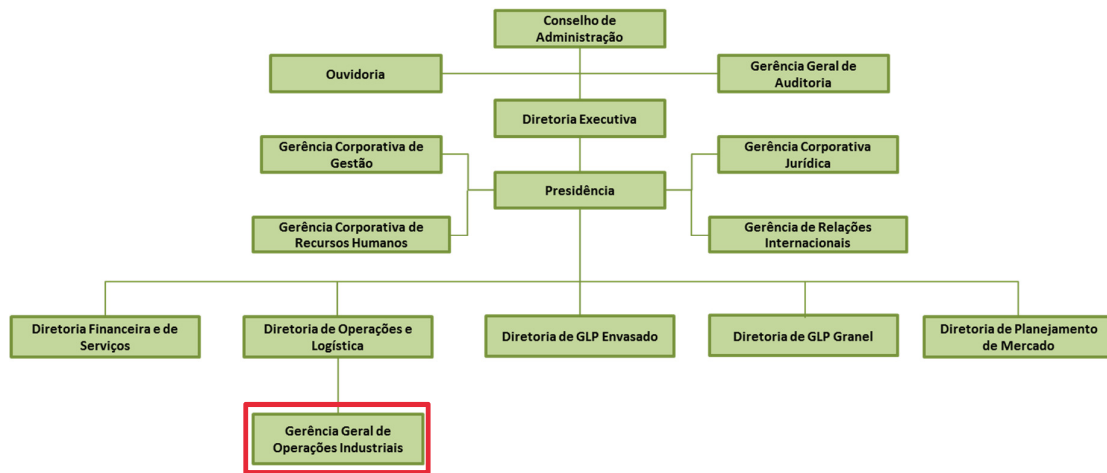 Conselho de
Administração
Ouvidoria
Gerência Geral de
Auditoria
Diretoria Executiva
Gerência Corporativa de
Gestão
Gerência Corporativa
Jurídica
Presidência
Gerência Corporativa de
Recursos Humanos
Gerência de Relações
Internacionais
Diretoria Financeira e de
Serviços
Diretoria de Operações e
Logística
Diretoria de GLP Envasado
Diretoria de GLP Granel
Diretoria de Planejamento
de Mercado
Gerência Geral de
Operações Industriais